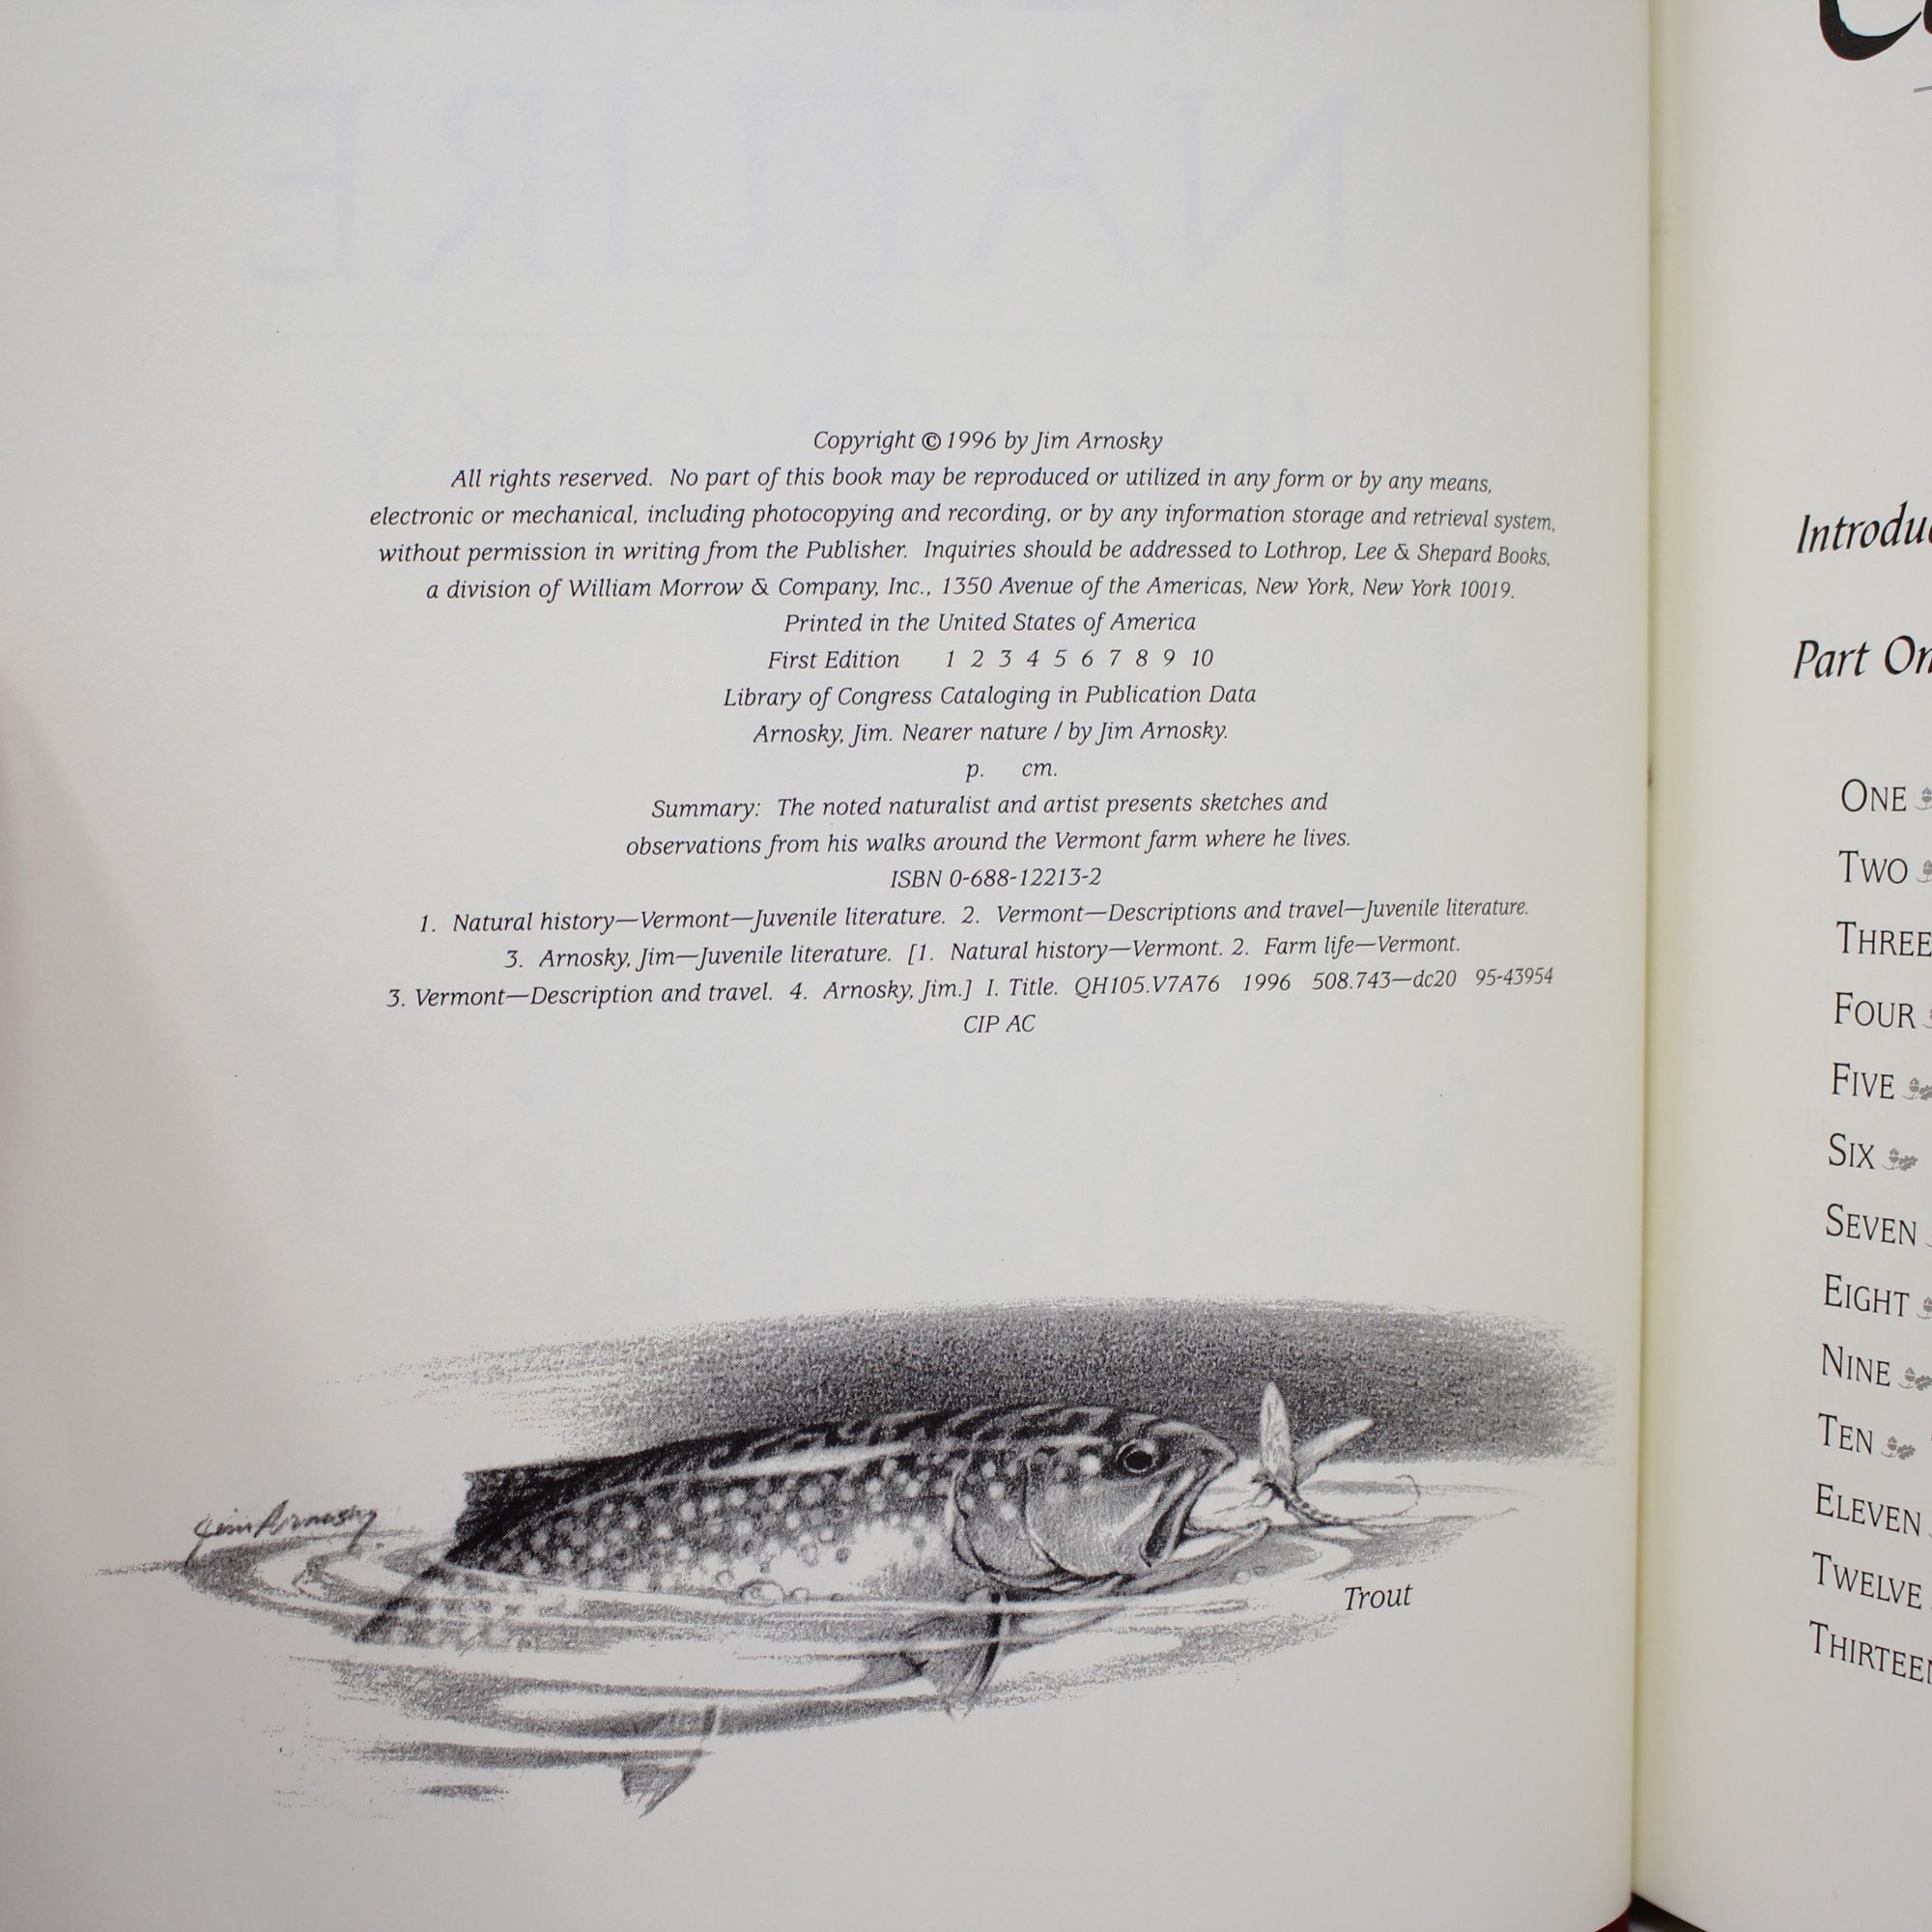 Copyright © 1996 by Jim Arnosky
All rights reserved. No part of this book may be reproduced or utilized in any form or by any means,
electronic or mechanical, including photocopying and recording, or by any information storage and retrieval system,
without permission in writing from the Publisher. Inquiries should be addressed to Lothrop, Lee & Shepard Books,
a division of William Morrow & Company, Inc., 1350 Avenue of the Americas, New York, New York 10019.
Printed in the United States of America
First Edition 1 2 3 4 5 6 7 8 9 10
Library of Congress Cataloging in Publication Data
Arnosky, Jim. Nearer nature / by Jim Arnosky.
p. cm.
Summary: The noted naturalist and artist presents sketches and
observations from his walks around the Vermont farm where he lives.
ISBN 0-688-12213-2
1. Natural history—Vermont—Juvenile literature. 2. Vermont—Descriptions and travel—Juvenile literature.
3. Arnosky, Jim—Juvenile literature. [1. Natural history—Vermont. 2. Farm life—Vermont.
3. Vermont—Description and travel. 4. Arnosky, Jim.] I. Title. QH105.V7A76 1996 508.743—dc20 95-43954
CIP AC
Jim Arnosky
Trout
Part
ONE
TWO
THREE
FOUR
FIVE
SIX
SEVEN
EIGHT
NINE
TEN
ELEVEN
TWELVE
THIRTEEN